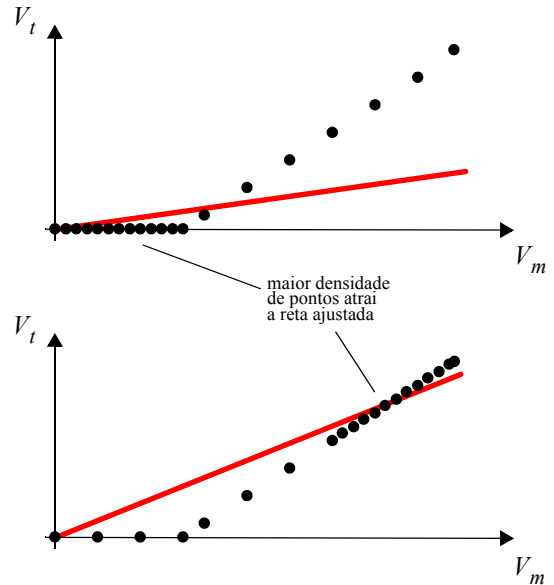 V_t
V_m
maior densidade
de pontos atrai
a reta ajustada
V_t
V_m